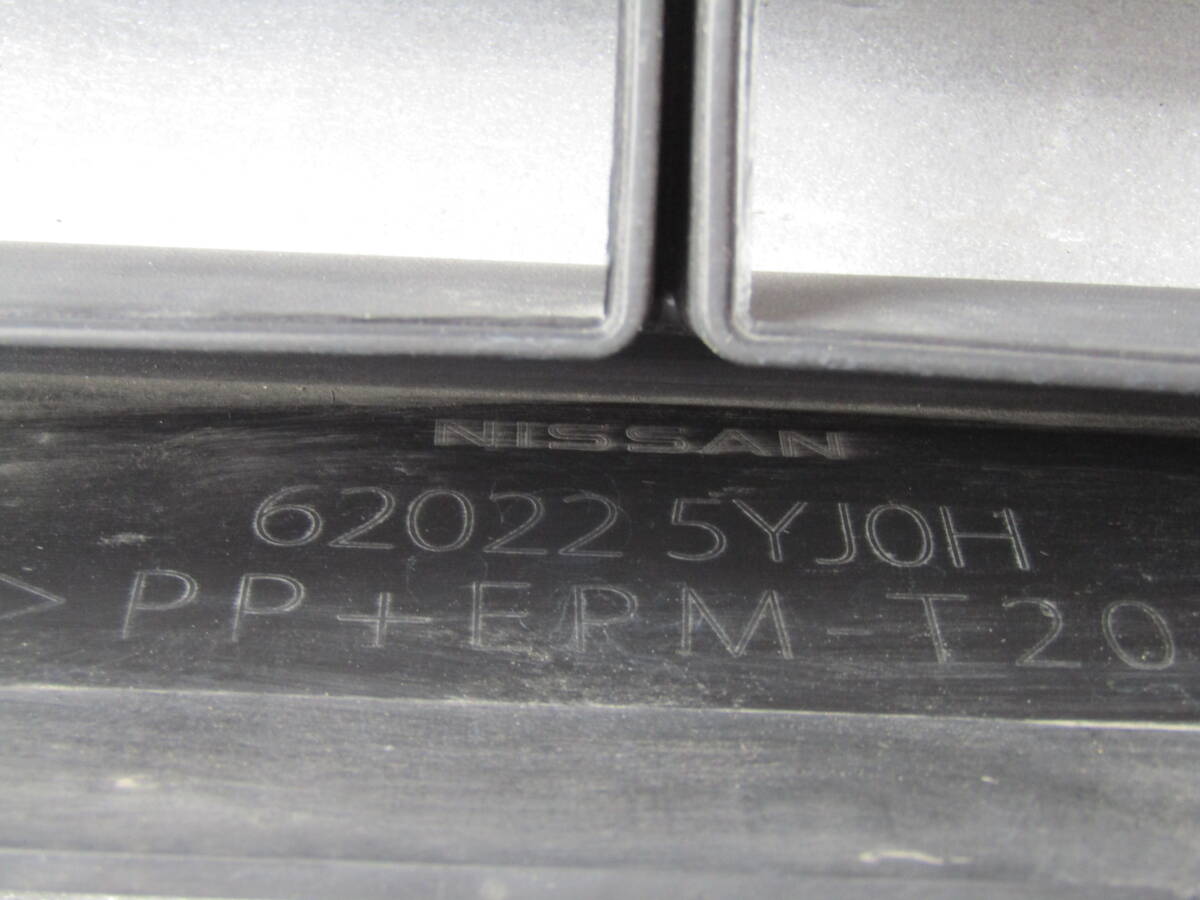 NISSAN
62022 5YJ0H
> PP+EPM-T20